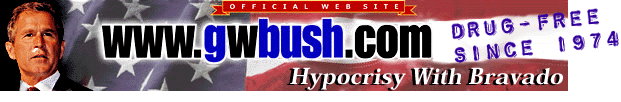 OFFICIAL WEB SITE
www.gwbush.com
DRUG-FREE
SINCE 1974
Hypocrisy With Bravado